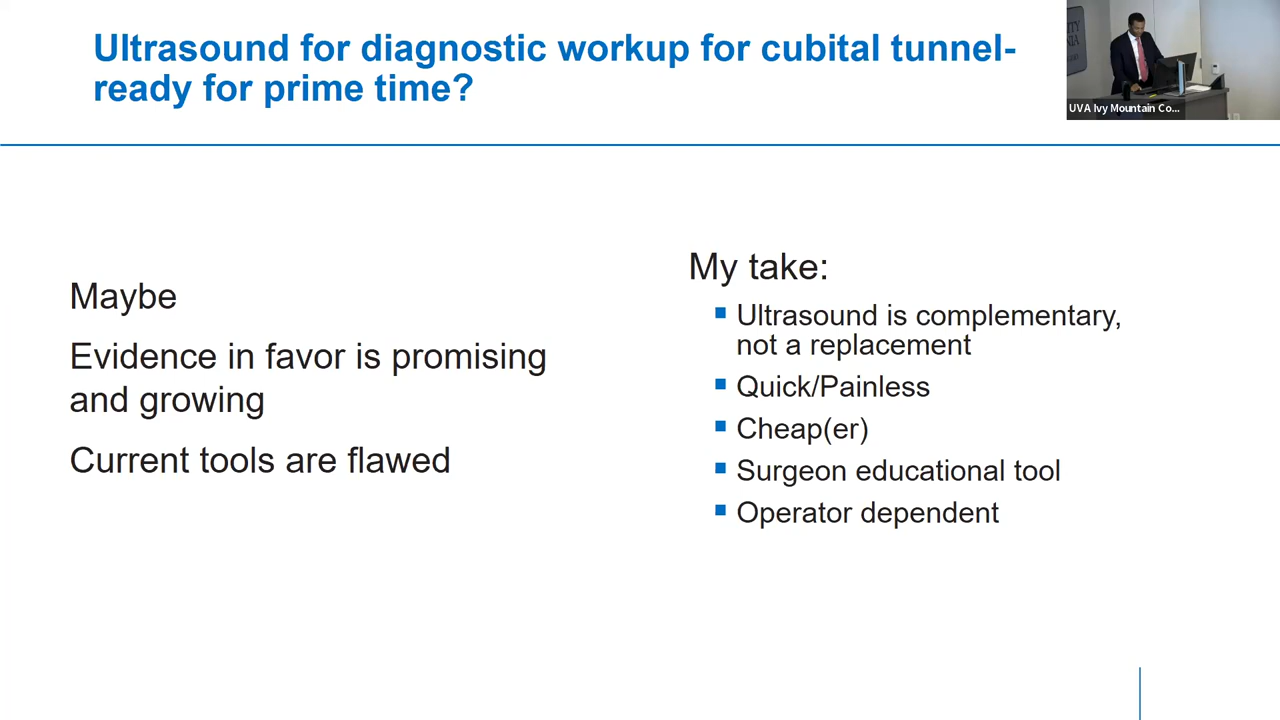 Ultrasound for diagnostic workup for cubital tunnel-
ready for prime time?
UVA Ivy Mountain Co...
Maybe
Evidence in favor is promising
and growing
Current tools are flawed
My take:
Ultrasound is complementary,
not a replacement
Quick/Painless
Cheap(er)
Surgeon educational tool
Operator dependent